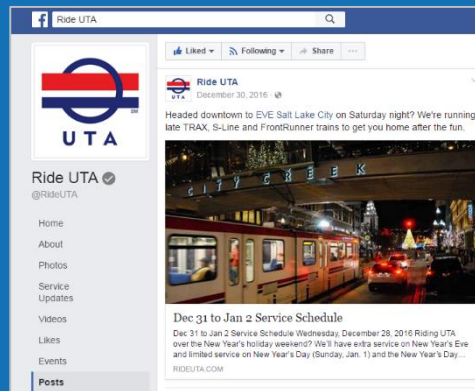 Ride UTA
Liked Following Share ...
UTA
Ride UTA
@RideUTA
Home
About
Photos
Service
Updates
Videos
Likes
Events
Posts
UTA
Ride UTA
December 30, 2016
Headed downtown to EVE Salt Lake City on Saturday night? We're running
late TRAX, S-Line and FrontRunner trains to get you home after the fun.
CITY CREEK
Dec 31 to Jan 2 Service Schedule
Dec 31 to Jan 2 Service Schedule Wednesday, December 28, 2016 Riding UTA
over the New Year's holiday weekend? We'll have extra service on New Year's Eve
and limited service on New Year's Day (Sunday, Jan. 1) and the New Year's Day...
RIDEUTA.COM